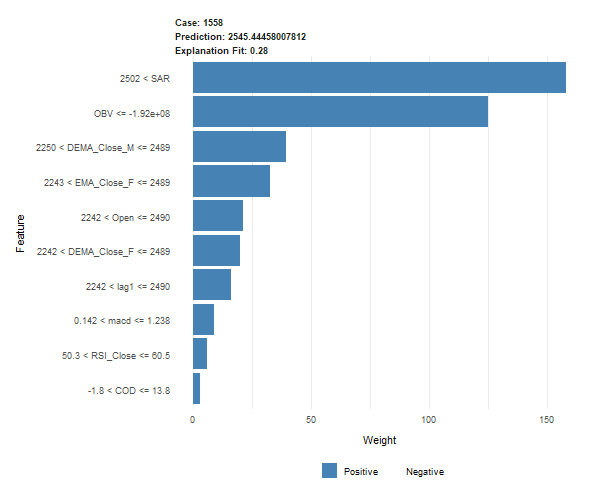 Case: 1558
Prediction: 2545.44458007812
Explanation Fit: 0.28
2502 < SAR
OBV <= -1.92e+08
2250 < DEMA_Close_M <= 2489
2243 < EMA_Close_F <= 2489
2242 < Open <= 2490
2242 < DEMA_Close_F <= 2489
2242 < lag1 <= 2490
0.142 < macd <= 1.238
50.3 < RSI_Close <= 60.5
-1.8 < COD <= 13.8
Feature
0 50 100 150
Weight
Positive Negative